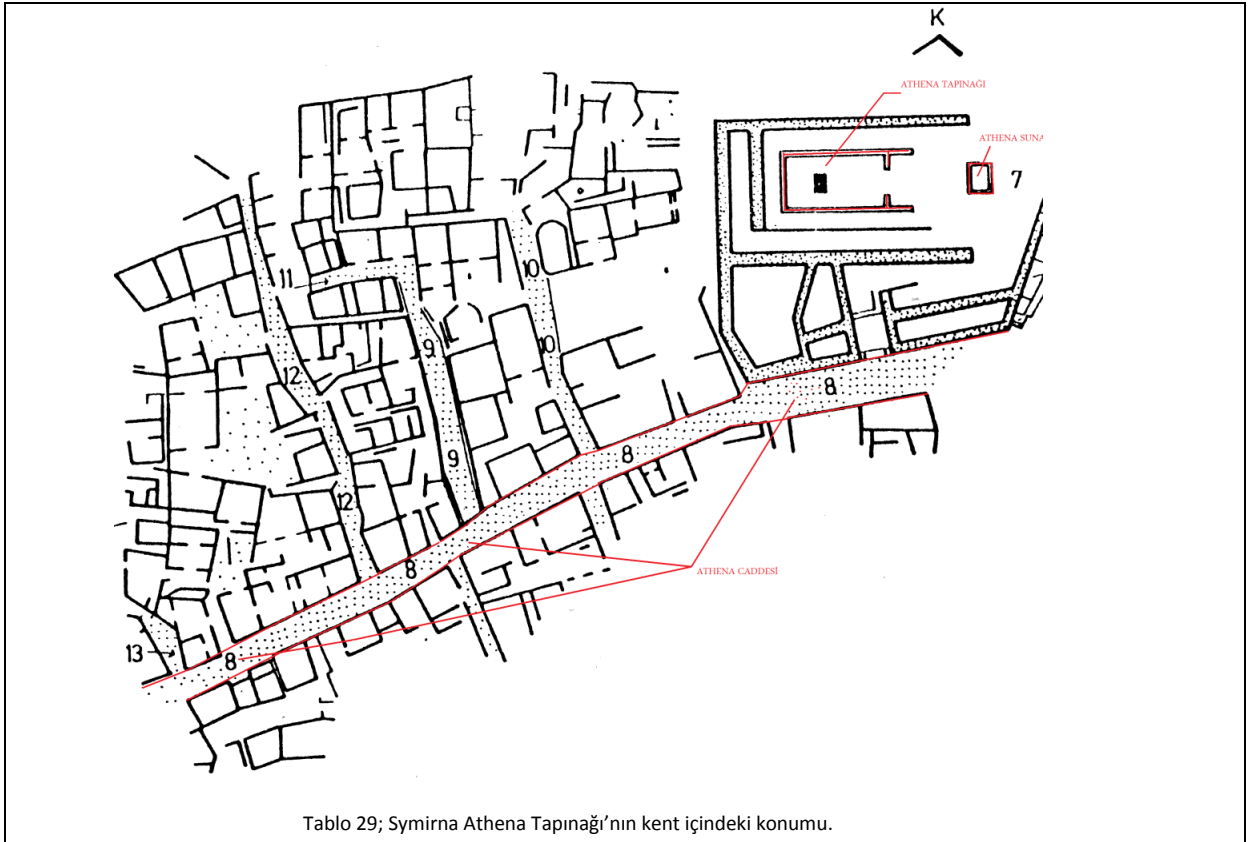 K
ATHENA TAPINAĞI
ATHENA SUNA
7
10
11
9
10
12
8
8
9
12
8
ATHENA CADDESİ
13
8
Tablo 29; Symirna Athena Tapınağı’nın kent içindeki konumu.